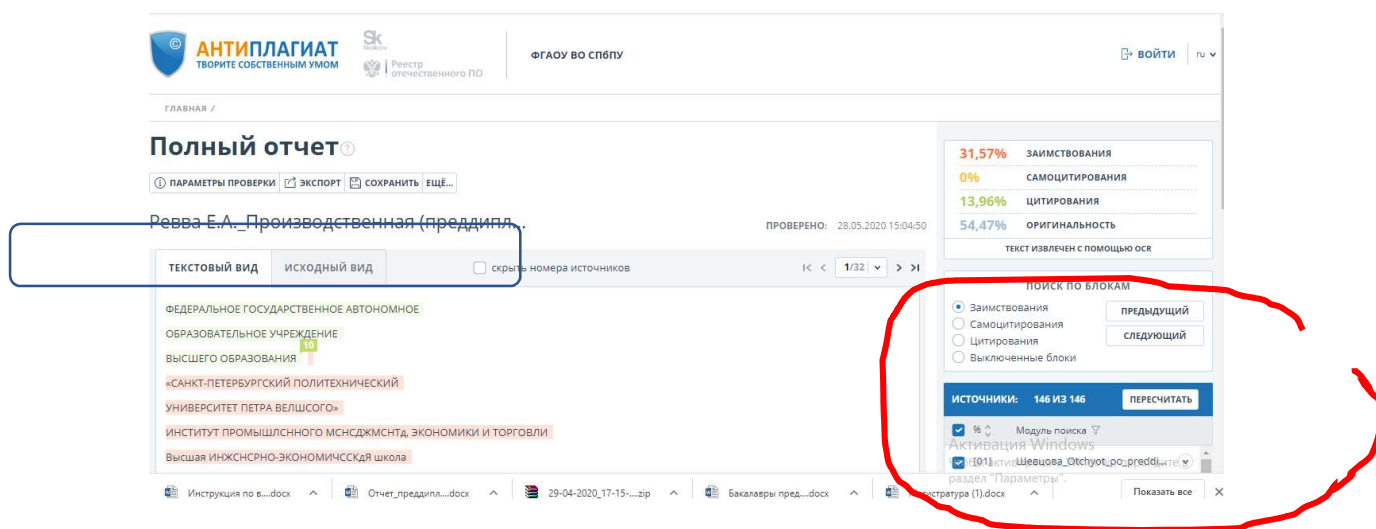 АНТИПЛАГИАТ
ТВОРИТЕ СОБСТВЕННЫМ УМОМ
Sk
Реестр
отечественного ПО
ФГАОУ ВО СПбПУ
ВОЙТИ
ru
ГЛАВНАЯ /
Полный отчет
ПАРАМЕТРЫ ПРОВЕРКИ ЭКСПОРТ СОХРАНИТЬ ЕЩЁ...
Ревва Е.А._Производственная (преддипл...
ПРОВЕРЕНО: 28.05.2020 15:04:50
ТЕКСТОВЫЙ ВИД ИСХОДНЫЙ ВИД скрыть номера источников 1/32
ФЕДЕРАЛЬНОЕ ГОСУДАРСТВЕННОЕ АВТОНОМНОЕ
ОБРАЗОВАТЕЛЬНОЕ УЧРЕЖДЕНИЕ
10
ВЫСШЕГО ОБРАЗОВАНИЯ
«САНКТ-ПЕТЕРБУРГСКИЙ ПОЛИТЕХНИЧЕСКИЙ
УНИВЕРСИТЕТ ПЕТРА ВЕЛШСОГО»
ИНСТИТУТ ПРОМЫШЛСННОГО МСНСДЖМСНТд, ЭКОНОМИКИ И ТОРГОВЛИ
Высшая ИНЖСНСРНО-ЭКОНОМИЧССКдЯ школа
31,57% ЗАИМСТВОВАНИЯ
0% САМОЦИТИРОВАНИЯ
13,96% ЦИТИРОВАНИЯ
54,47% ОРИГИНАЛЬНОСТЬ
ТЕКСТ ИЗВЛЕЧЕН С ПОМОЩЬЮ OCR
ПОИСК ПО БЛОКАМ
Заимствования
Самоцитирования
Цитирования
Выключенные блоки
ПРЕДЫДУЩИЙ
СЛЕДУЮЩИЙ
ИСТОЧНИКИ: 146 ИЗ 146 ПЕРЕСЧИТАТЬ
% Модуль поиска
Активация Windows
[01] Шевцова_Otchyot_po_preddi...
раздел "Параметры".
Инструкция по в....docx
Отчет_преддипл....docx
29-04-2020_17-15-....zip
Бакалавры пред....docx
Магистратура (1).docx
Показать все